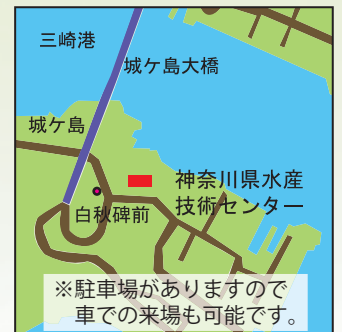 三崎港
城ケ島大橋
城ケ島
神奈川県水産
技術センター
白秋碑前
※駐車場がありますので
車での来場も可能です。